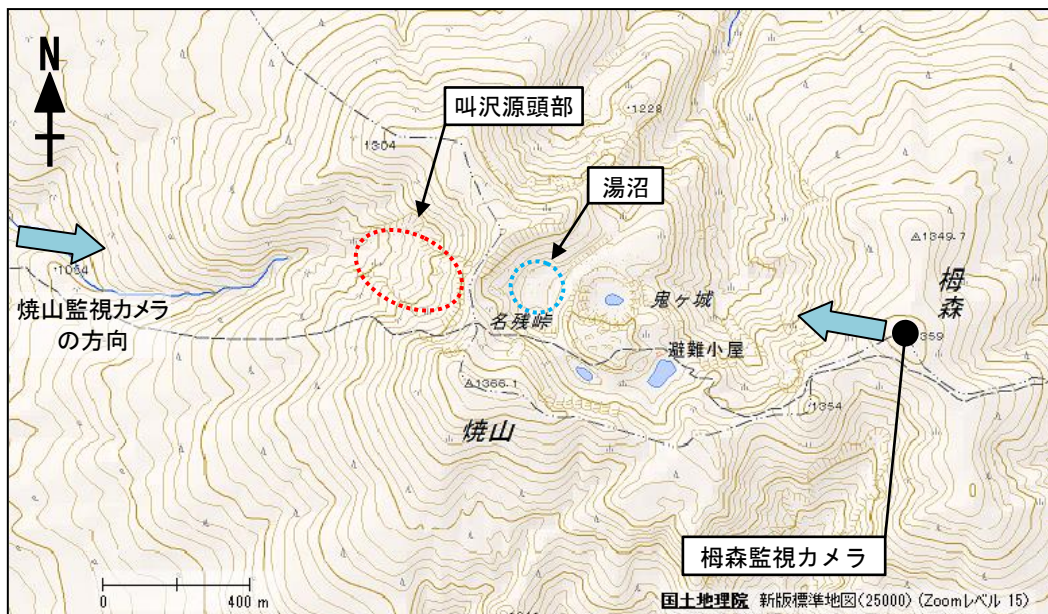 N
叫沢源頭部
1228
1304
湯沼
1349.7
栂森
1064
鬼ヶ城
焼山監視カメラ
の方向
名残峠
避難小屋
1359
1366.1
1354
焼山
栂森監視カメラ
0
400 m
国土地理院 新版標準地図(25000) (Zoomレベル 15)